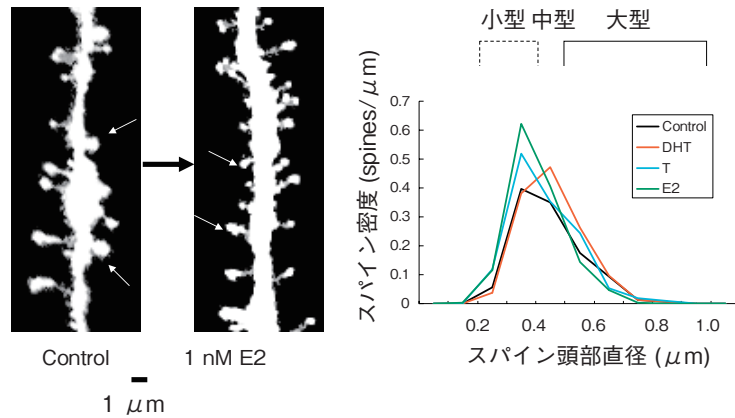 小型 中型 大型
スパイン密度 (spines/μm)
0.7
0.6
0.5
0.4
0.3
0.2
0.1
0
Control
DHT
T
E2
0.2 0.4 0.6 0.8 1.0
スパイン頭部直径 (μm)
Control 1 nM E2
1 μm